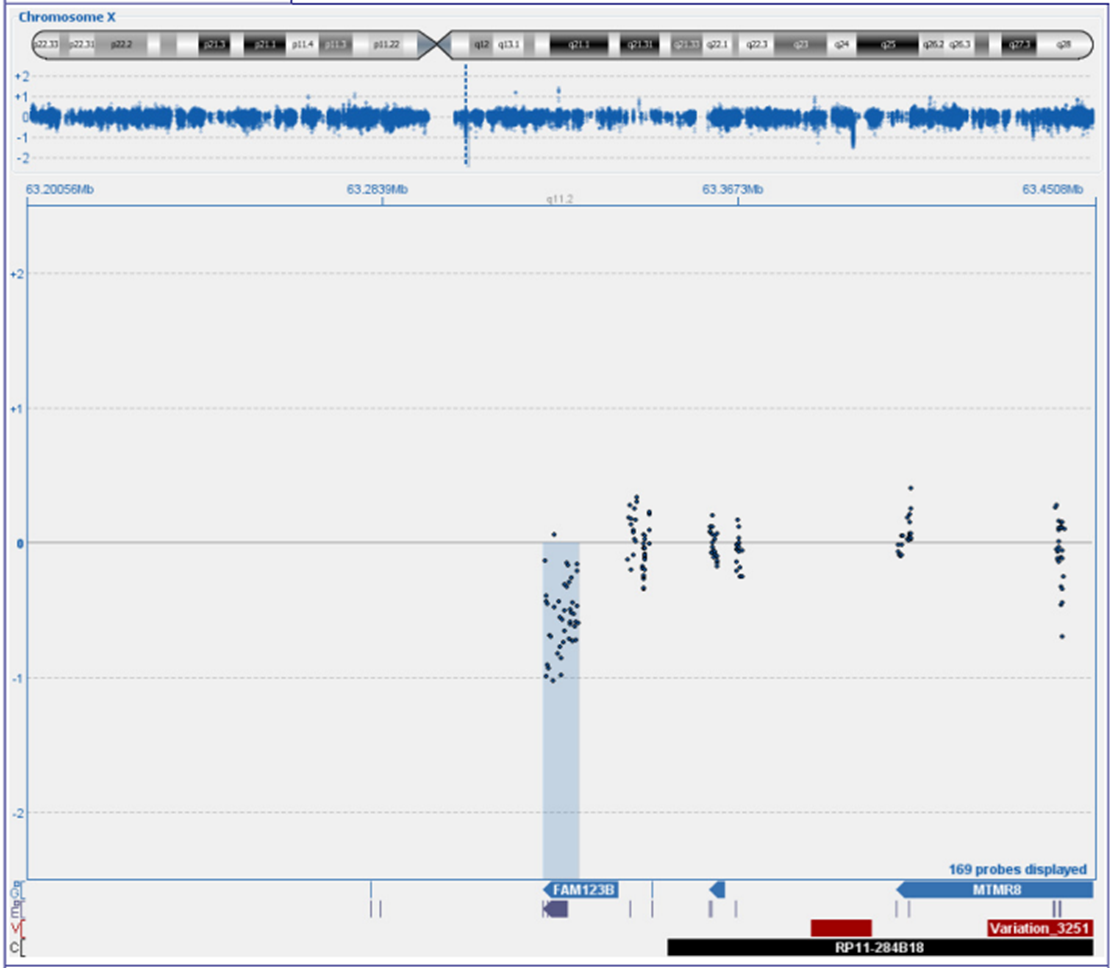 Chromosome X
p22.33 p22.31 p22.2 p21.3 p21.1 p11.4 p11.3 p11.22 q12 q13.1 q21.1 q21.31 q21.33 q22.1 q22.3 q23 q24 q25 q26.2 q26.3 q27.3 q28
+2
+1
0
-1
-2
63.20056Mb 63.2839Mb 63.3673Mb 63.4508Mb
q11.2
+2
+1
0
-1
-2
169 probes displayed
G FAM123B MTMR8
E
V Variation_3251
C RP11-284B18